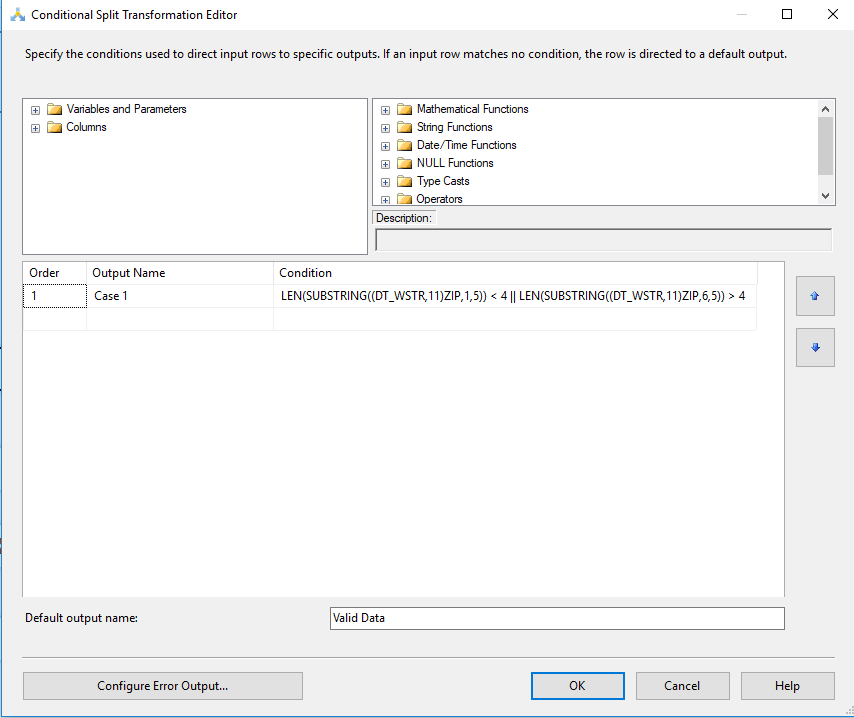 Conditional Split Transformation Editor
Specify the conditions used to direct input rows to specific outputs. If an input row matches no condition, the row is directed to a default output.
Variables and Parameters
Columns
Mathematical Functions
String Functions
Date/Time Functions
NULL Functions
Type Casts
Operators
Description:
Order Output Name Condition
1 Case 1 LEN(SUBSTRING((DT_WSTR,11)ZIP,1,5)) < 4 || LEN(SUBSTRING((DT_WSTR,11)ZIP,6,5)) > 4
Default output name: Valid Data
Configure Error Output... OK Cancel Help